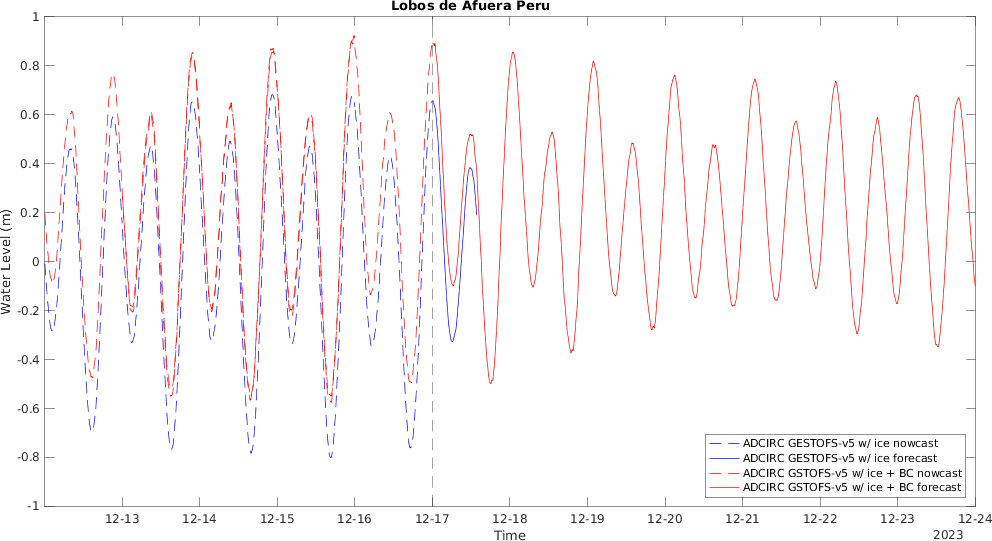 Lobos de Afuera Peru
1
0.8
0.6
0.4
0.2
0
-0.2
-0.4
-0.6
-0.8
-1
Water Level (m)
ADCIRC GESTOFS-v5 w/ ice nowcast
ADCIRC GESTOFS-v5 w/ ice forecast
ADCIRC GSTOFS-v5 w/ ice + BC nowcast
ADCIRC GSTOFS-v5 w/ ice + BC forecast
12-13 12-14 12-15 12-16 12-17 12-18 12-19 12-20 12-21 12-22 12-23 12-24
Time
2023